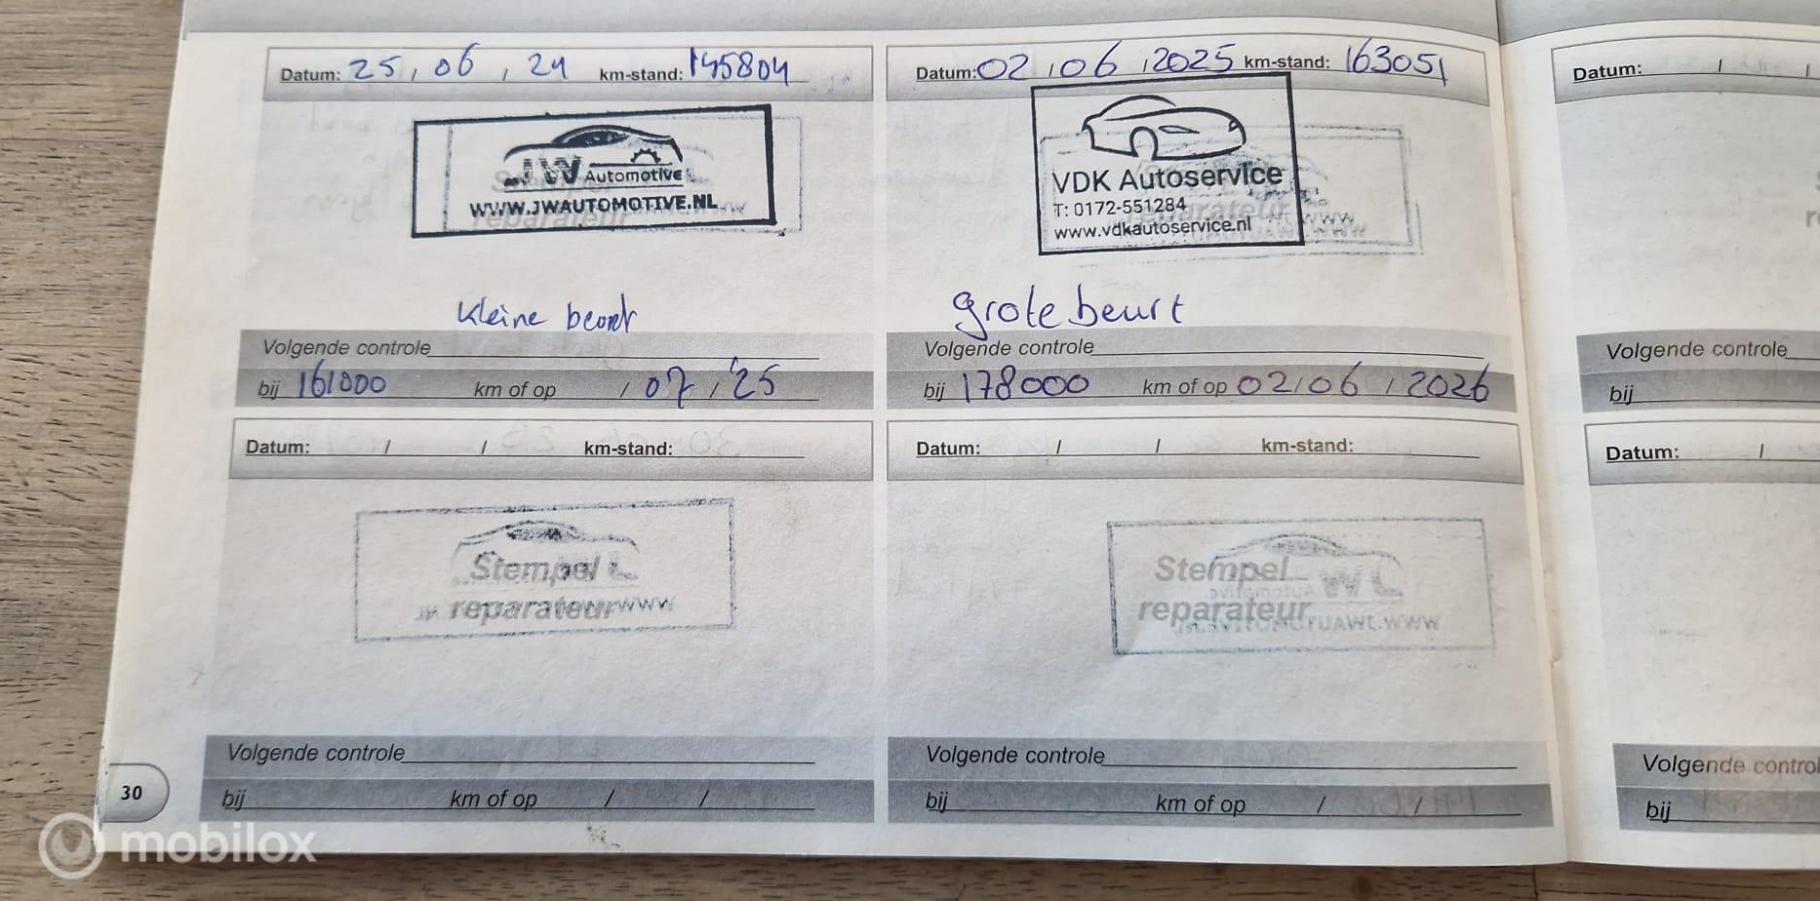 Datum: 25 / 06 / 24 km-stand: 145804
JW Automotive
WWW.JWAUTOMOTIVE.NL
Kleine beurt
Volgende controle
bij 161000 km of op / 07 / '25
Datum: 02 / 06 / 2025 km-stand: 163051
VDK Autoservice
T: 0172-551284
www.vdkautoservice.nl
grote beurt
Volgende controle
bij 178000 km of op 02 / 06 / 2026
Datum: / /
Volgende controle
bij
Datum: / / km-stand:
Stempel
reparateur
Volgende controle
bij km of op / /
Datum: / / km-stand:
Stempel
reparateur
Volgende controle
bij km of op / /
Datum: /
Volgende control
bij
30
mobilox